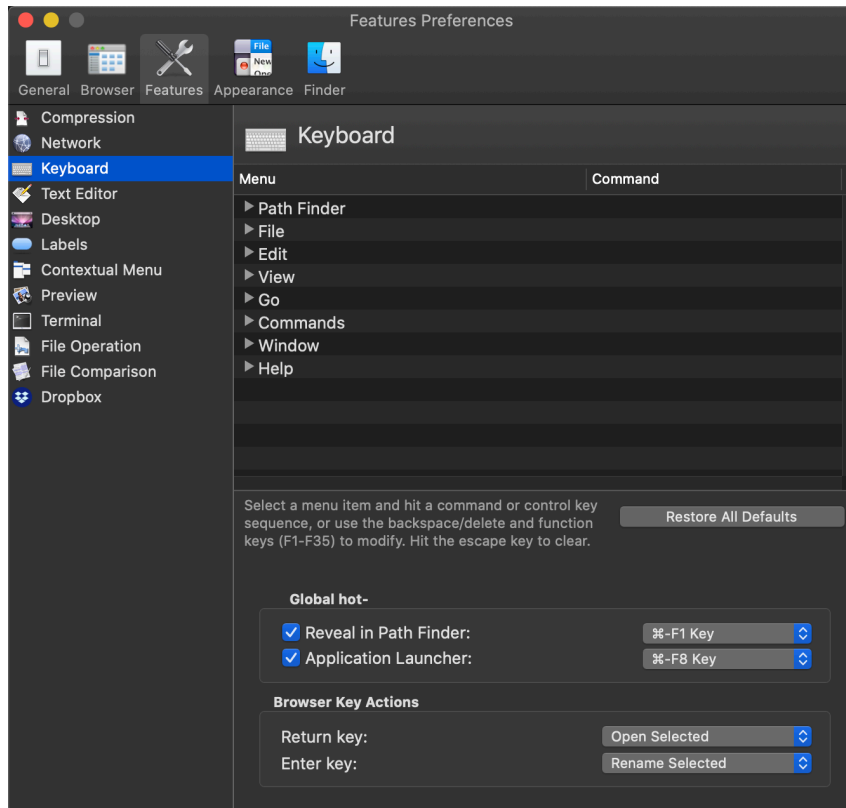 Features Preferences
File
New
Ope
General Browser Features Appearance Finder
Compression
Network
Keyboard
Text Editor
Desktop
Labels
Contextual Menu
Preview
Terminal
File Operation
File Comparison
Dropbox
Keyboard
Menu Command
Path Finder
File
Edit
View
Go
Commands
Window
Help
Select a menu item and hit a command or control key
sequence, or use the backspace/delete and function
keys (F1-F35) to modify. Hit the escape key to clear.
Restore All Defaults
Global hot-
Reveal in Path Finder: ⌘-F1 Key
Application Launcher: ⌘-F8 Key
Browser Key Actions
Return key: Open Selected
Enter key: Rename Selected